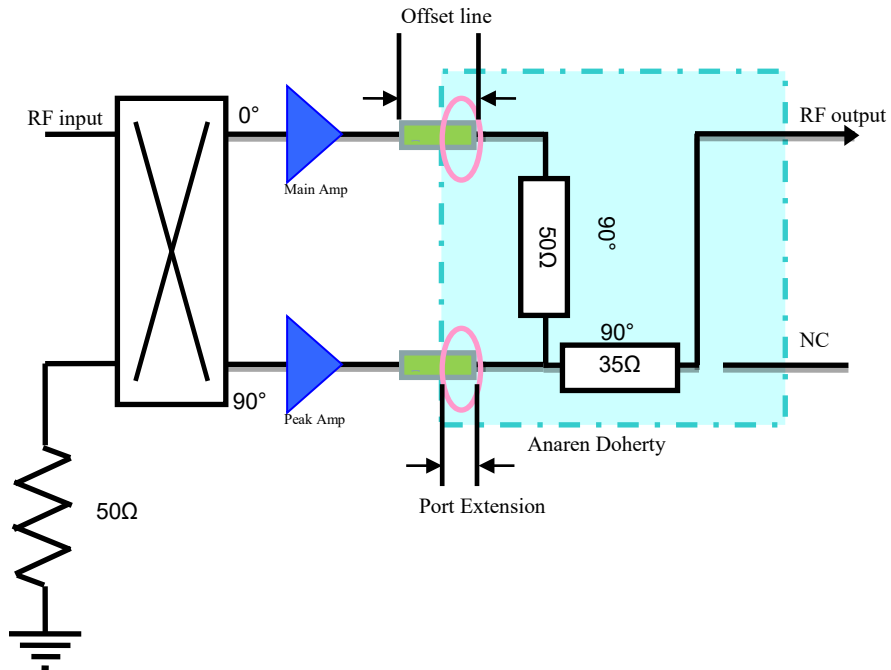 Offset line
RF input
0°
RF output
Main Amp
50Ω
90°
90°
35Ω
NC
90°
Peak Amp
Anaren Doherty
Port Extension
50Ω